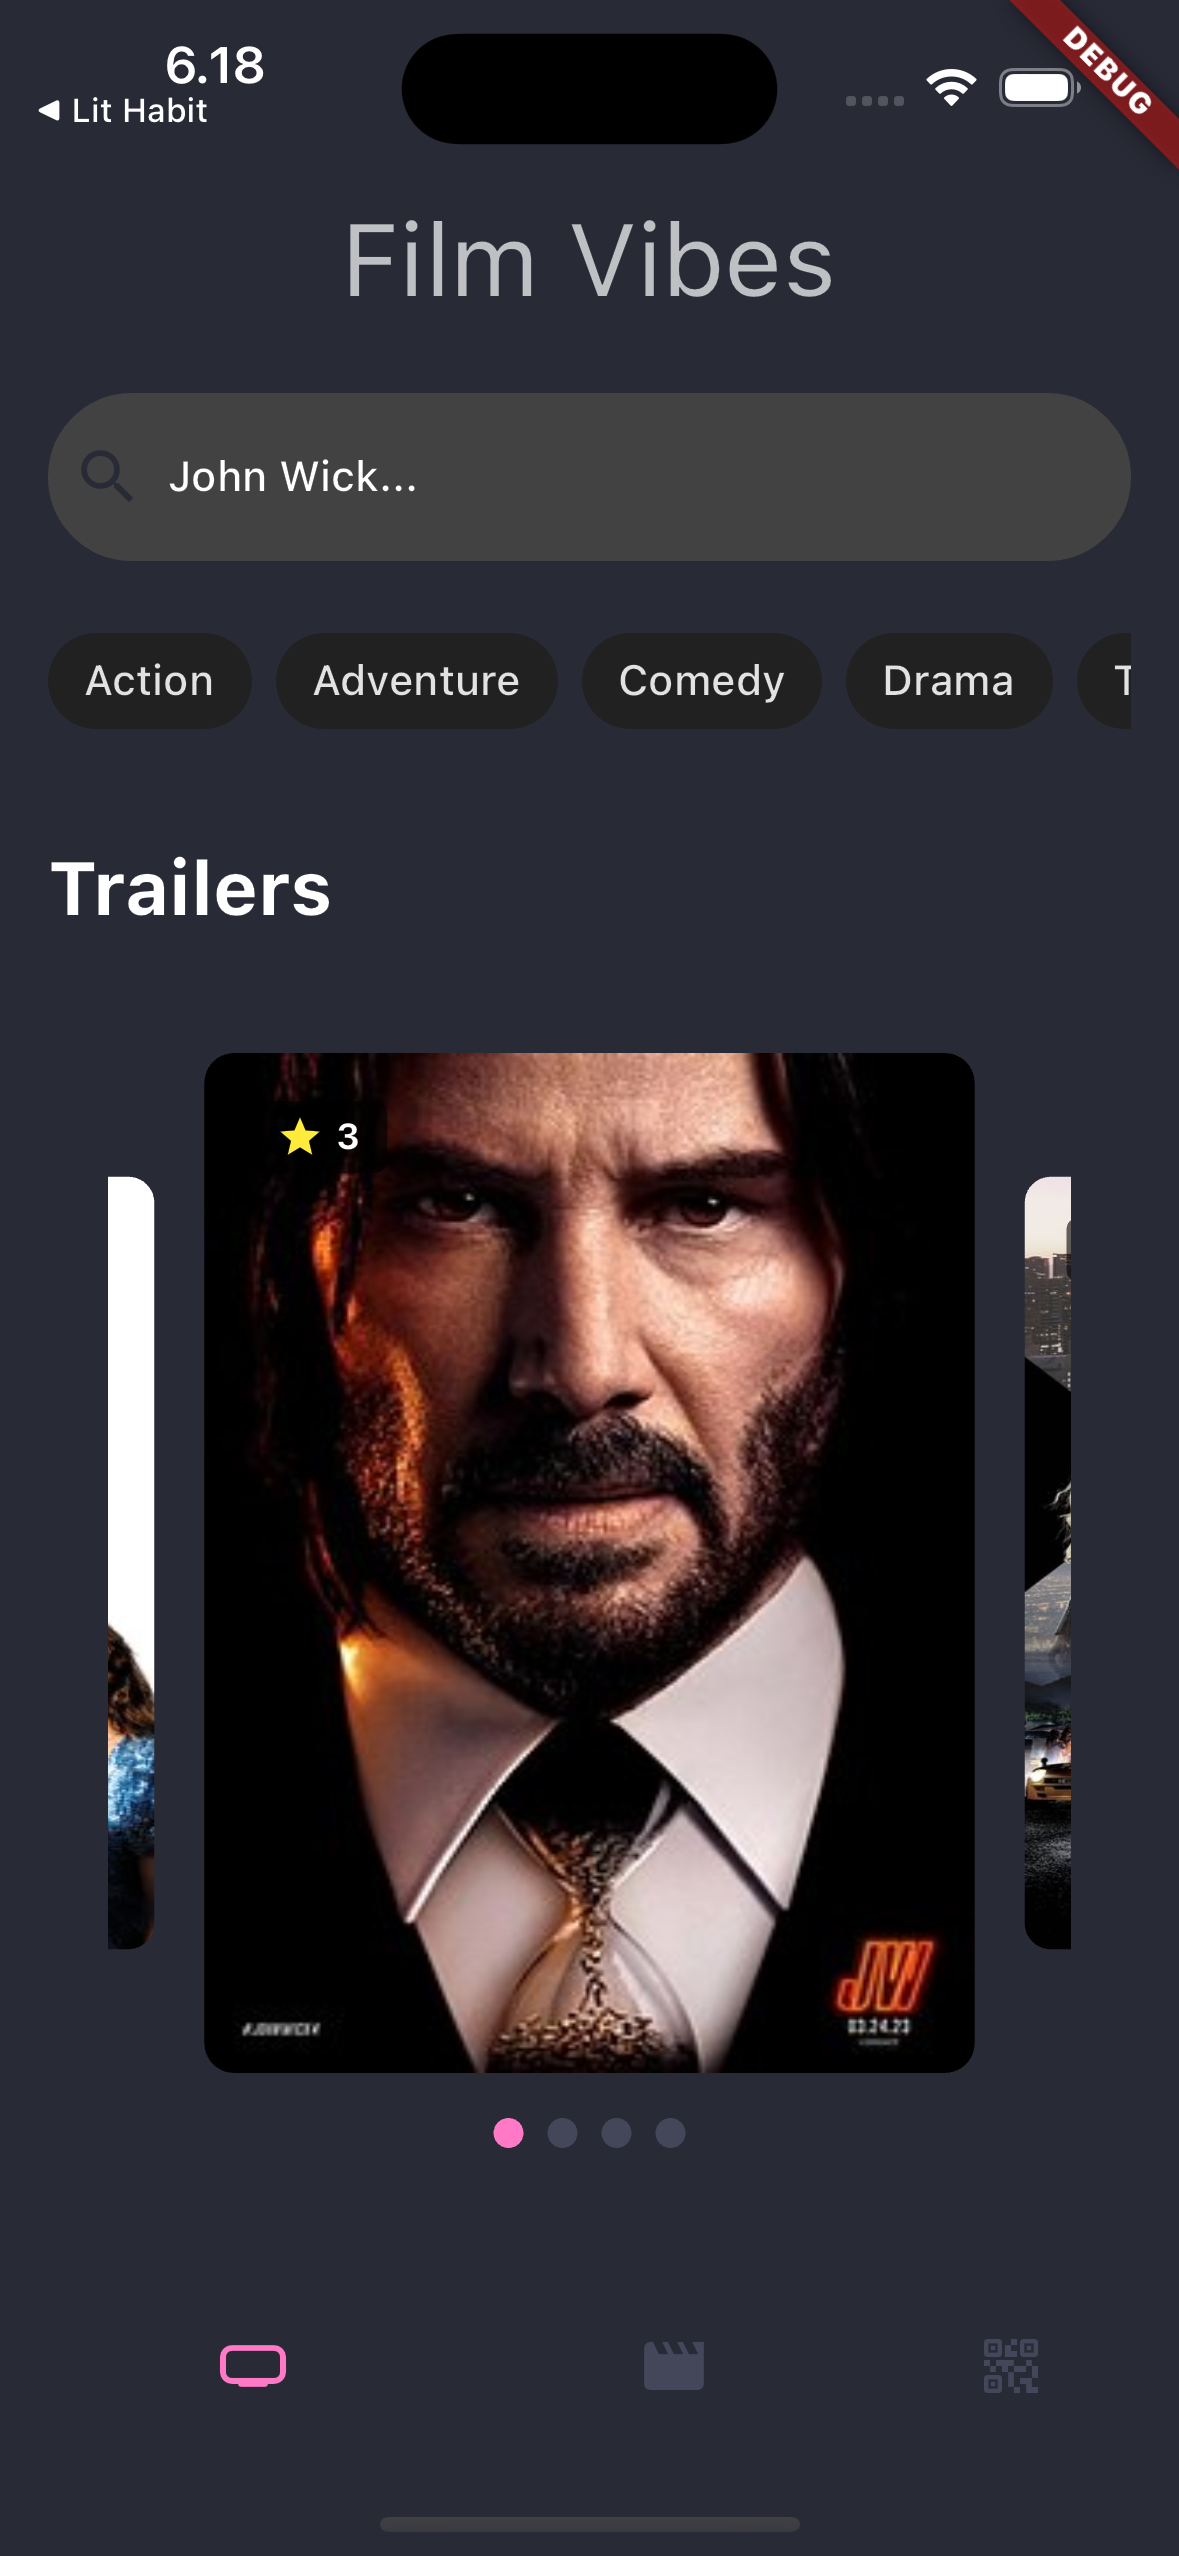 6.18
◀ Lit Habit
DEBUG
Film Vibes
John Wick...
Action Adventure Comedy Drama T
Trailers
3
JW
03.24.23
#JOHNWICK